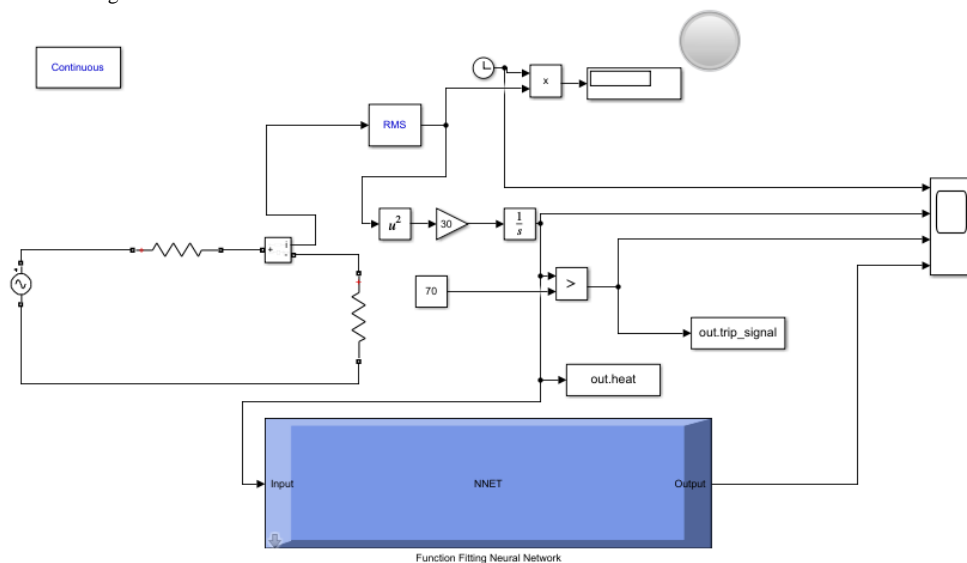 Continuous
x
RMS
u²
30
1
s
i
+
-
70
>
out.trip_signal
out.heat
Input
NNET
Output
Function Fitting Neural Network